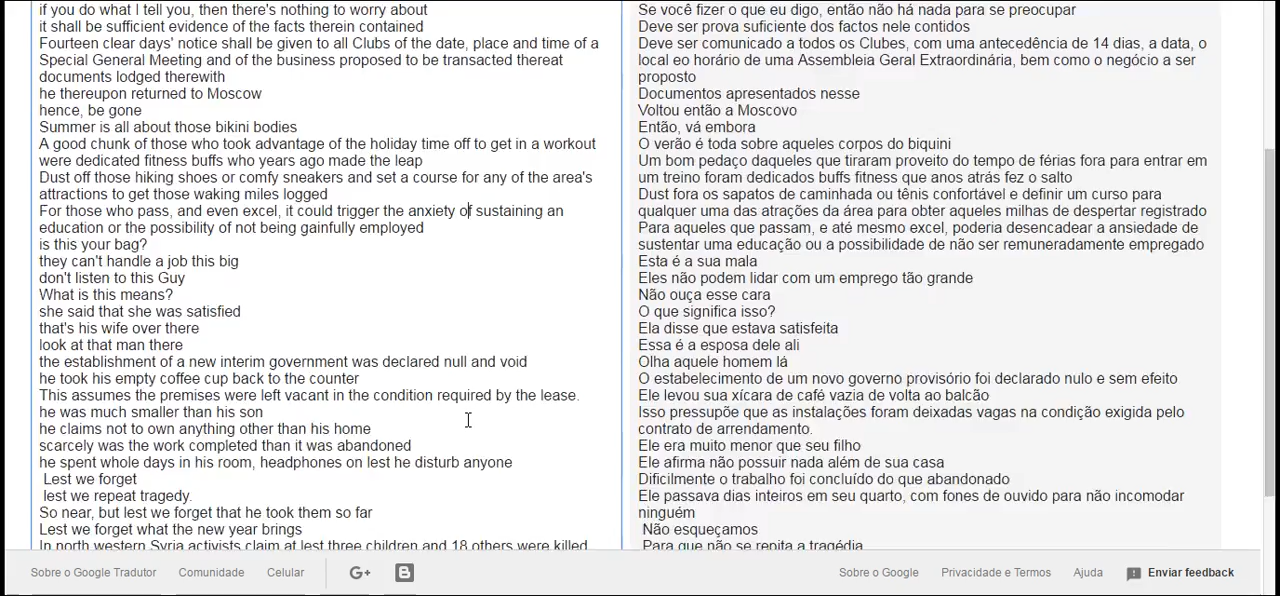 if you do what I tell you, then there's nothing to worry about
it shall be sufficient evidence of the facts therein contained
Fourteen clear days' notice shall be given to all Clubs of the date, place and time of a
Special General Meeting and of the business proposed to be transacted thereat
documents lodged therewith
he thereupon returned to Moscow
hence, be gone
Summer is all about those bikini bodies
A good chunk of those who took advantage of the holiday time off to get in a workout
were dedicated fitness buffs who years ago made the leap
Dust off those hiking shoes or comfy sneakers and set a course for any of the area's
attractions to get those waking miles logged
For those who pass, and even excel, it could trigger the anxiety of sustaining an
education or the possibility of not being gainfully employed
is this your bag?
they can't handle a job this big
don't listen to this Guy
What is this means?
she said that she was satisfied
that's his wife over there
look at that man there
the establishment of a new interim government was declared null and void
he took his empty coffee cup back to the counter
This assumes the premises were left vacant in the condition required by the lease.
he was much smaller than his son
he claims not to own anything other than his home
scarcely was the work completed than it was abandoned
he spent whole days in his room, headphones on lest he disturb anyone
Lest we forget
lest we repeat tragedy.
So near, but lest we forget that he took them so far
Lest we forget what the new year brings
In north western Syria activists claim at lest three children and 18 others were killed
Se você fizer o que eu digo, então não há nada para se preocupar
Deve ser prova suficiente dos factos nele contidos
Deve ser comunicado a todos os Clubes, com uma antecedência de 14 dias, a data, o
local eo horário de uma Assembleia Geral Extraordinária, bem como o negócio a ser
proposto
Documentos apresentados nesse
Voltou então a Moscovo
Então, vá embora
O verão é toda sobre aqueles corpos do biquini
Um bom pedaço daqueles que tiraram proveito do tempo de férias fora para entrar em
um treino foram dedicados buffs fitness que anos atrás fez o salto
Dust fora os sapatos de caminhada ou tênis confortável e definir um curso para
qualquer uma das atrações da área para obter aqueles milhas de despertar registrado
Para aqueles que passam, e até mesmo excel, poderia desencadear a ansiedade de
sustentar uma educação ou a possibilidade de não ser remuneradamente empregado
Esta é a sua mala
Eles não podem lidar com um emprego tão grande
Não ouça esse cara
O que significa isso?
Ela disse que estava satisfeita
Essa é a esposa dele ali
Olha aquele homem lá
O estabelecimento de um novo governo provisório foi declarado nulo e sem efeito
Ele levou sua xícara de café vazia de volta ao balcão
Isso pressupõe que as instalações foram deixadas vagas na condição exigida pelo
contrato de arrendamento.
Ele era muito menor que seu filho
Ele afirma não possuir nada além de sua casa
Dificilmente o trabalho foi concluído do que abandonado
Ele passava dias inteiros em seu quarto, com fones de ouvido para não incomodar
ninguém
Não esqueçamos
Para que não se repita a tragédia
Sobre o Google Tradutor Comunidade Celular G+ B Sobre o Google Privacidade e Termos Ajuda Enviar feedback